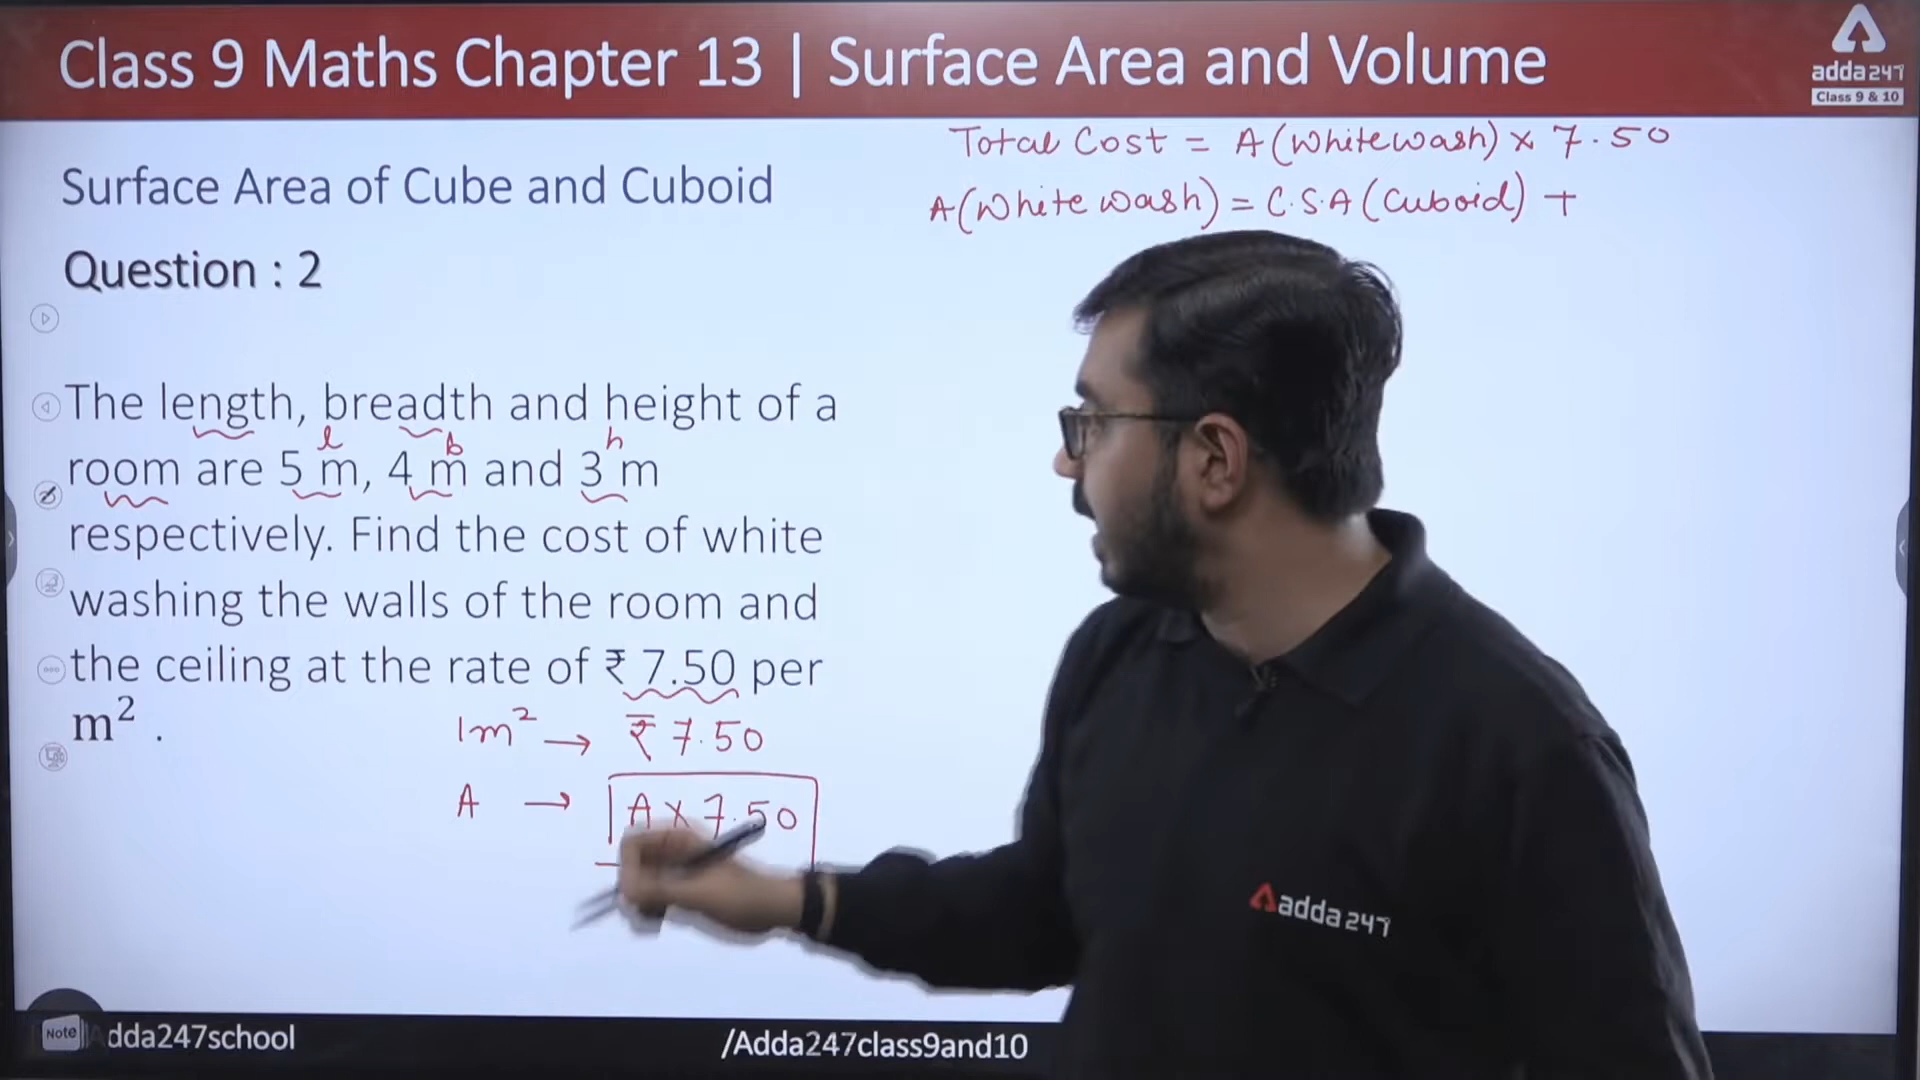 Class 9 Maths Chapter 13 | Surface Area and Volume
adda247
Class 9 & 10
Total Cost = A(Whitewash) × 7.50
A(White wash) = C.S.A (Cuboid) +
Surface Area of Cube and Cuboid
Question : 2
The length, breadth and height of a
l b h
room are 5 m, 4 m and 3 m
respectively. Find the cost of white
washing the walls of the room and
the ceiling at the rate of ₹ 7.50 per
m² .
1m² → ₹ 7.50
A → A × 7.50
adda247
Note
dda247school
/Adda247class9and10